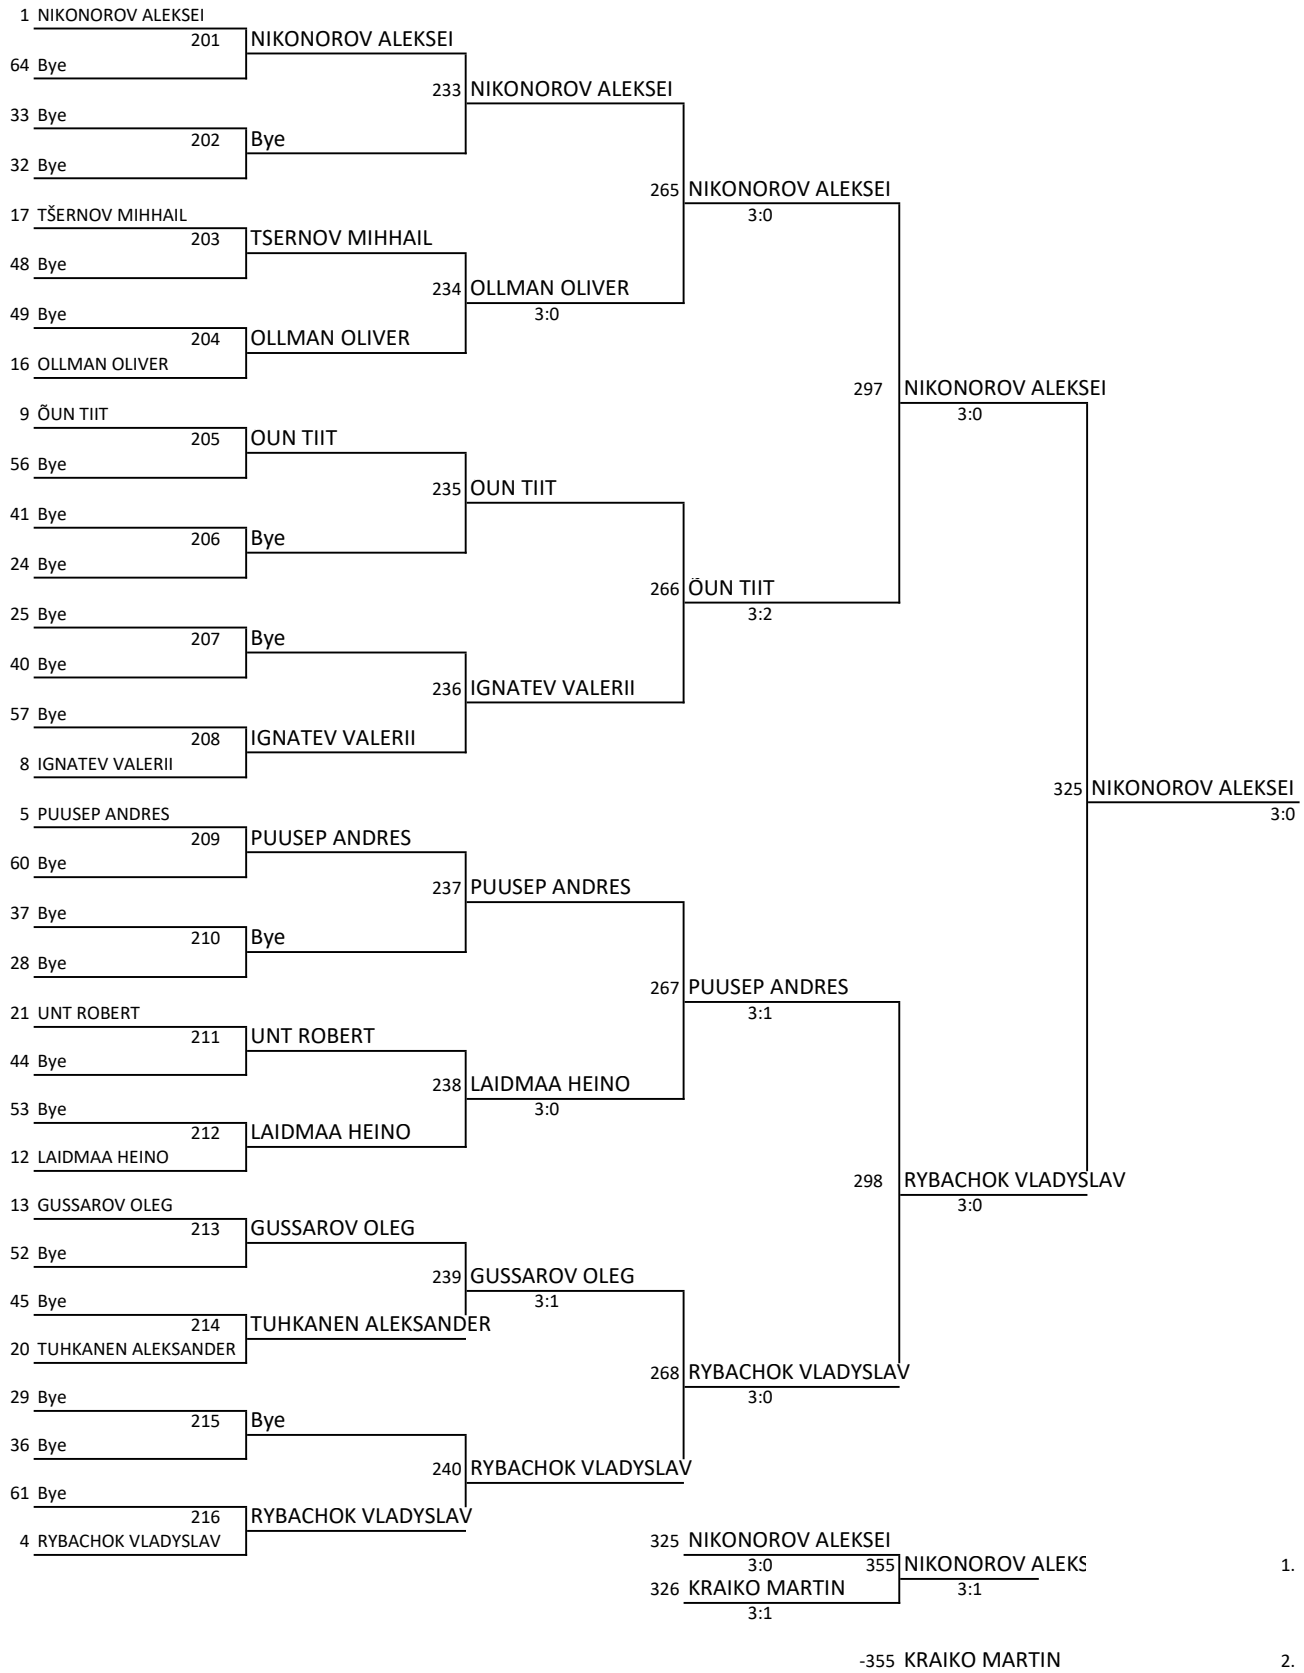 1 NIKONOROV ALEKSEI
201 NIKONOROV ALEKSEI
64 Bye
233 NIKONOROV ALEKSEI
33 Bye
202 Bye
32 Bye
265 NIKONOROV ALEKSEI
3:0
17 TŠERNOV MIHHAIL
203 TSERNOV MIHHAIL
48 Bye
234 OLLMAN OLIVER
3:0
49 Bye
204 OLLMAN OLIVER
16 OLLMAN OLIVER
297 NIKONOROV ALEKSEI
3:0
9 ÕUN TIIT
205 OUN TIIT
56 Bye
235 OUN TIIT
41 Bye
206 Bye
24 Bye
266 ÕUN TIIT
3:2
25 Bye
207 Bye
40 Bye
236 IGNATEV VALERII
57 Bye
208 IGNATEV VALERII
8 IGNATEV VALERII
325 NIKONOROV ALEKSEI
3:0
5 PUUSEP ANDRES
209 PUUSEP ANDRES
60 Bye
237 PUUSEP ANDRES
37 Bye
210 Bye
28 Bye
267 PUUSEP ANDRES
3:1
21 UNT ROBERT
211 UNT ROBERT
44 Bye
238 LAIDMAA HEINO
3:0
53 Bye
212 LAIDMAA HEINO
12 LAIDMAA HEINO
298 RYBACHOK VLADYSLAV
3:0
13 GUSSAROV OLEG
213 GUSSAROV OLEG
52 Bye
239 GUSSAROV OLEG
3:1
45 Bye
214 TUHKANEN ALEKSANDER
20 TUHKANEN ALEKSANDER
268 RYBACHOK VLADYSLAV
3:0
29 Bye
215 Bye
36 Bye
240 RYBACHOK VLADYSLAV
61 Bye
216 RYBACHOK VLADYSLAV
4 RYBACHOK VLADYSLAV
325 NIKONOROV ALEKSEI
3:0
355 NIKONOROV ALEKS 1.
326 KRAIKO MARTIN
3:1
3:1
-355 KRAIKO MARTIN 2.